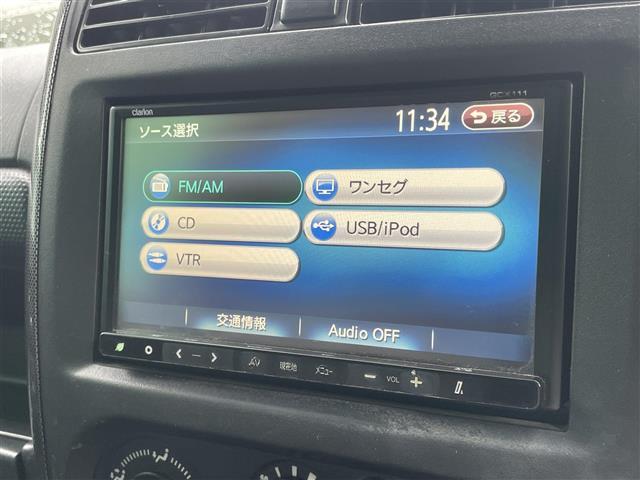 clarion
GCX111
ソース選択
11:34
戻る
FM/AM
ワンセグ
CD
USB/iPod
VTR
交通情報
Audio OFF
現在地
メニュー
VOL